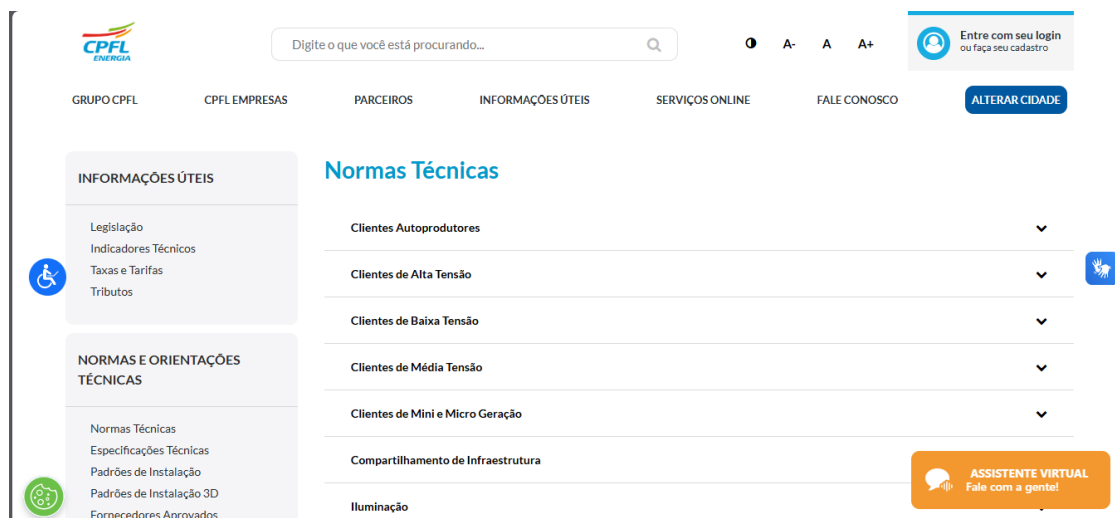 CPFL
ENERGIA
Digite o que você está procurando...
A-
A
A+
Entre com seu login
ou faça seu cadastro
GRUPO CPFL
CPFL EMPRESAS
PARCEIROS
INFORMAÇÕES ÚTEIS
SERVIÇOS ONLINE
FALE CONOSCO
ALTERAR CIDADE
INFORMAÇÕES ÚTEIS
Legislação
Indicadores Técnicos
Taxas e Tarifas
Tributos
NORMAS E ORIENTAÇÕES
TÉCNICAS
Normas Técnicas
Especificações Técnicas
Padrões de Instalação
Padrões de Instalação 3D
Fornecedores Aprovados
Normas Técnicas
Clientes Autoprodutores
Clientes de Alta Tensão
Clientes de Baixa Tensão
Clientes de Média Tensão
Clientes de Mini e Micro Geração
Compartilhamento de Infraestrutura
Iluminação
ASSISTENTE VIRTUAL
Fale com a gente!